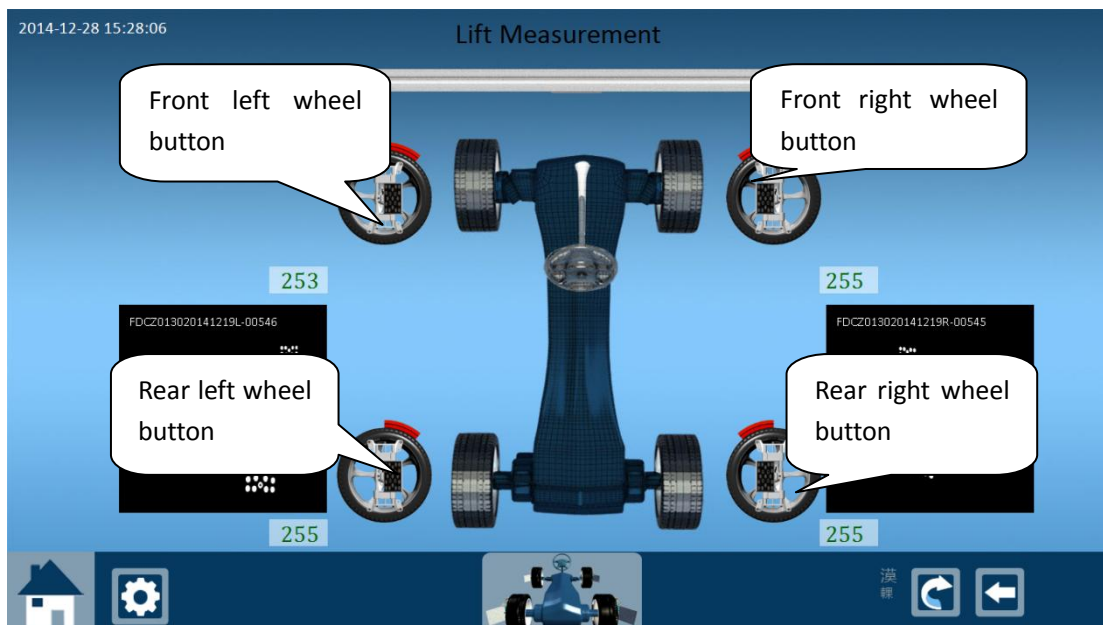 2014-12-28 15:28:06
Lift Measurement
Front left wheel
button
Front right wheel
button
253
255
FDCZ013020141219L-00546
FDCZ013020141219R-00545
Rear left wheel
button
Rear right wheel
button
255
255